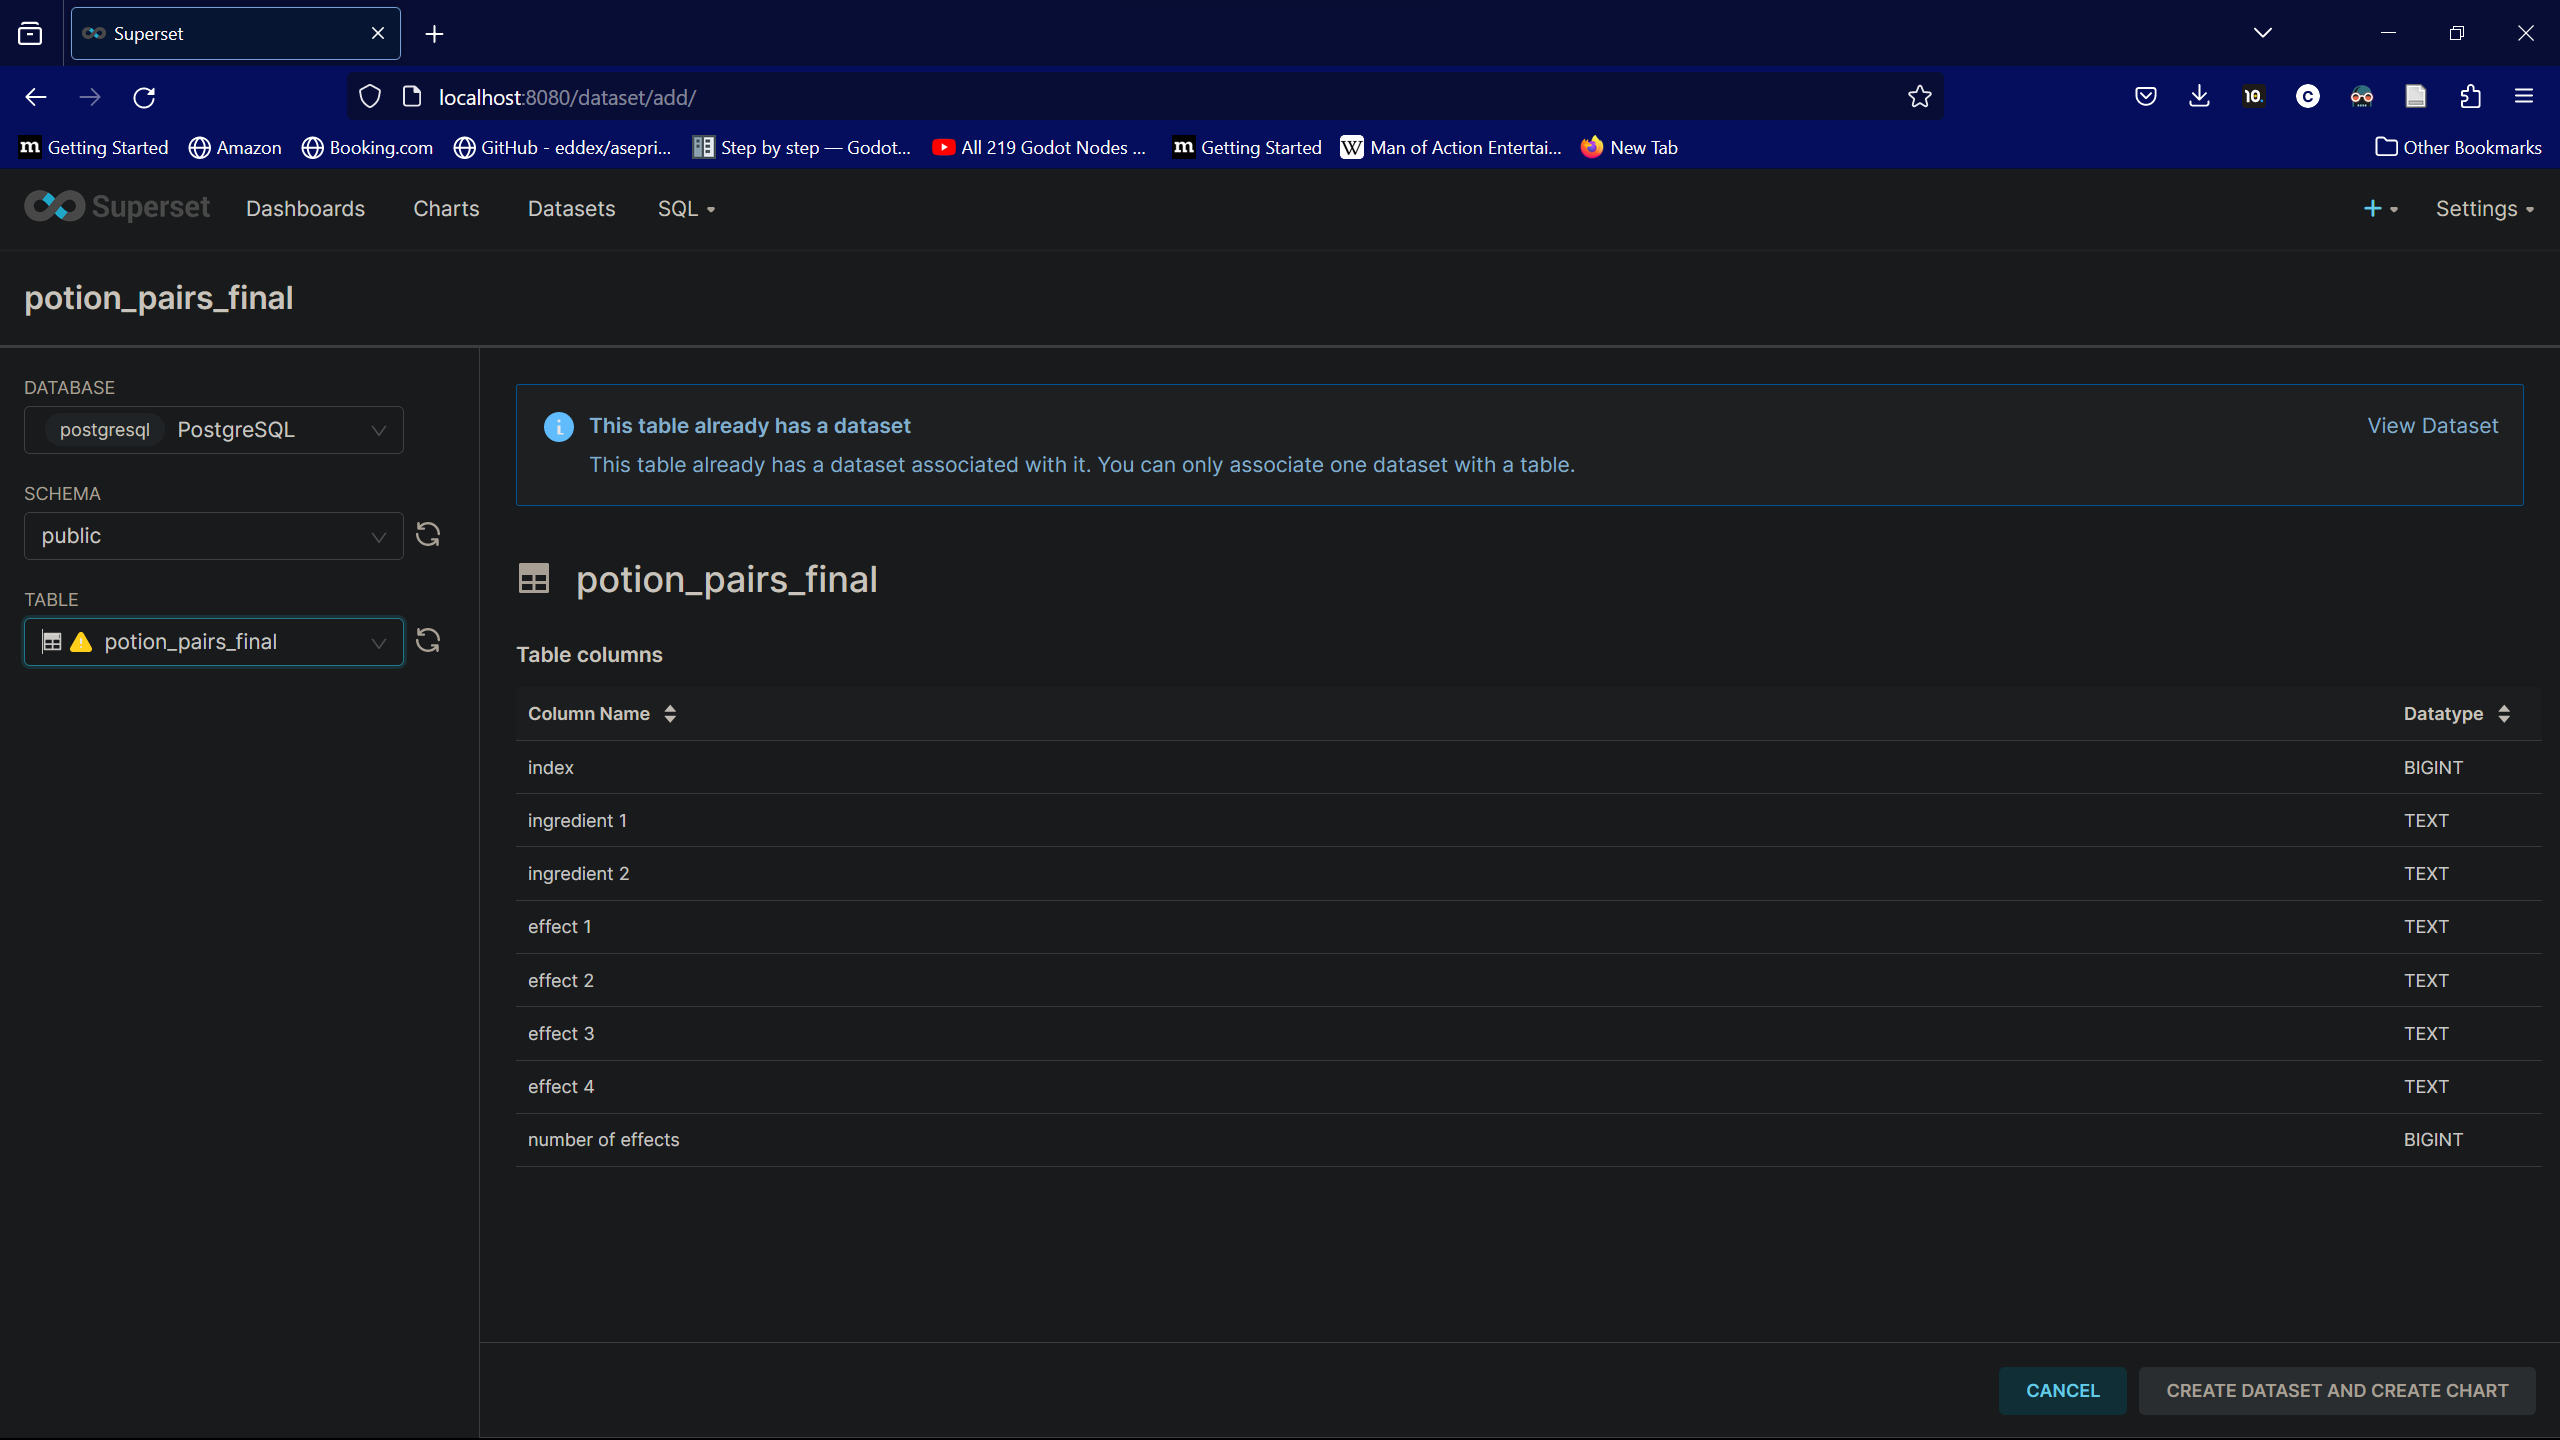 Superset
localhost:8080/dataset/add/
10.
C
m Getting Started Amazon Booking.com GitHub - eddex/asepri... Step by step — Godot... All 219 Godot Nodes ... m Getting Started W Man of Action Entertai... New Tab Other Bookmarks
Superset Dashboards Charts Datasets SQL + Settings
potion_pairs_final
DATABASE
postgresql PostgreSQL
SCHEMA
public
TABLE
potion_pairs_final
This table already has a dataset View Dataset
This table already has a dataset associated with it. You can only associate one dataset with a table.
potion_pairs_final
Table columns
Column Name Datatype
index BIGINT
ingredient 1 TEXT
ingredient 2 TEXT
effect 1 TEXT
effect 2 TEXT
effect 3 TEXT
effect 4 TEXT
number of effects BIGINT
CANCEL CREATE DATASET AND CREATE CHART